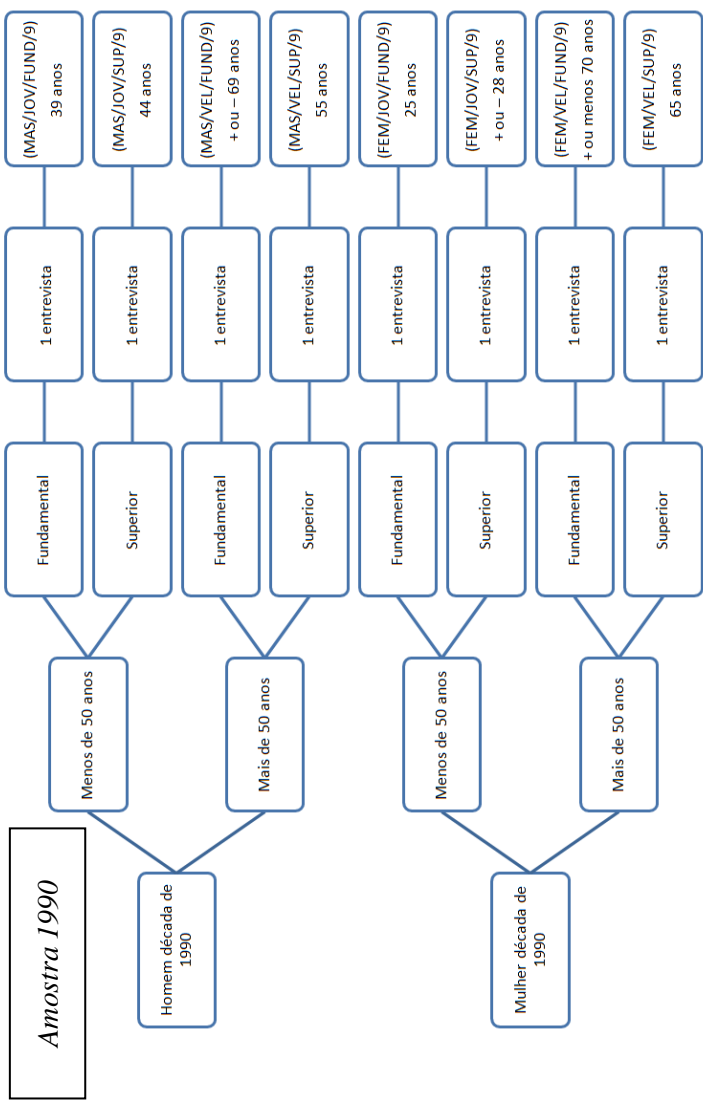 Amostra 1990
Homem década de
1990
Menos de 50 anos
Fundamental
1 entrevista
(MAS/JOV/FUND/9)
39 anos
Superior
1 entrevista
(MAS/JOV/SUP/9)
44 anos
Mais de 50 anos
Fundamental
1 entrevista
(MAS/VEL/FUND/9)
+ ou – 69 anos
Superior
1 entrevista
(MAS/VEL/SUP/9)
55 anos
Mulher década de
1990
Menos de 50 anos
Fundamental
1 entrevista
(FEM/JOV/FUND/9)
25 anos
Superior
1 entrevista
(FEM/JOV/SUP/9)
+ ou – 28 anos
Mais de 50 anos
Fundamental
1 entrevista
(FEM/VEL/FUND/9)
+ ou menos 70 anos
Superior
1 entrevista
(FEM/VEL/SUP/9)
65 anos